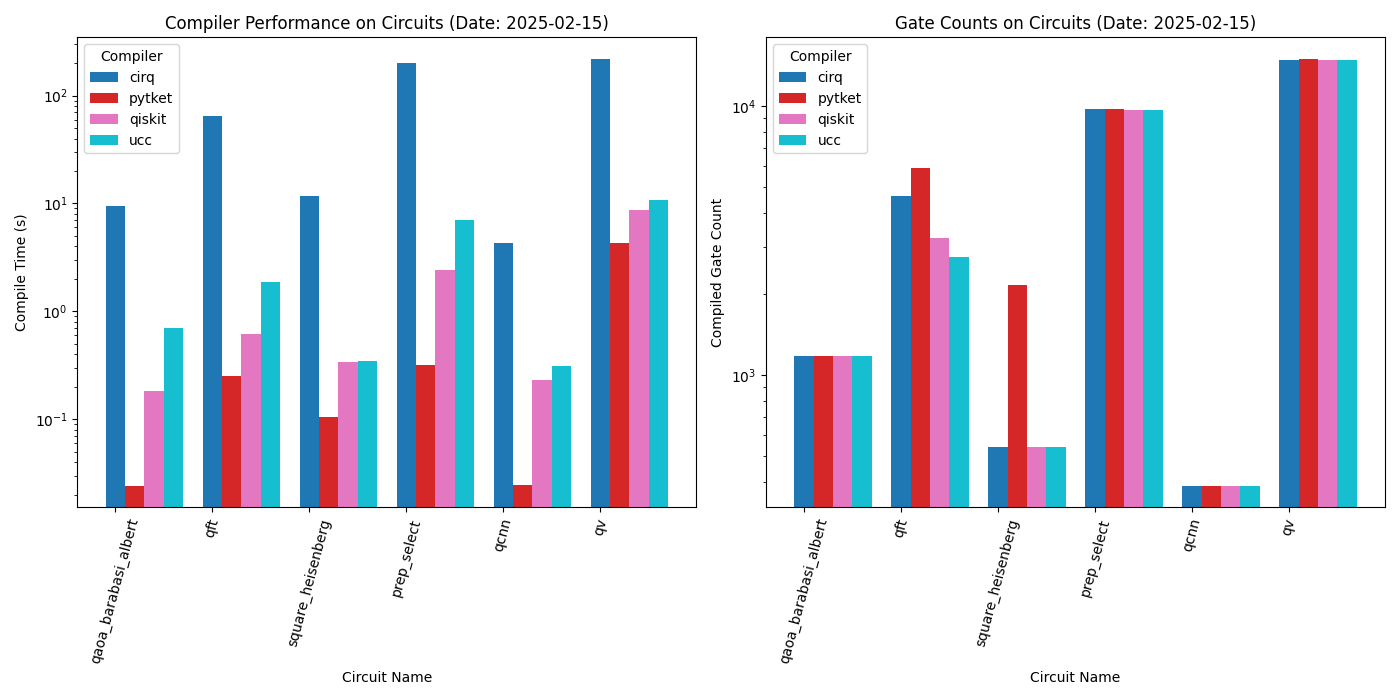 Compiler Performance on Circuits (Date: 2025-02-15)
Compile Time (s)
10²
10¹
10⁰
10⁻¹
Compiler
cirq
pytket
qiskit
ucc
qaoa_barabasi_albert
qft
square_heisenberg
prep_select
qcnn
qv
Circuit Name
Gate Counts on Circuits (Date: 2025-02-15)
Compiled Gate Count
10⁴
10³
Compiler
cirq
pytket
qiskit
ucc
qaoa_barabasi_albert
qft
square_heisenberg
prep_select
qcnn
qv
Circuit Name